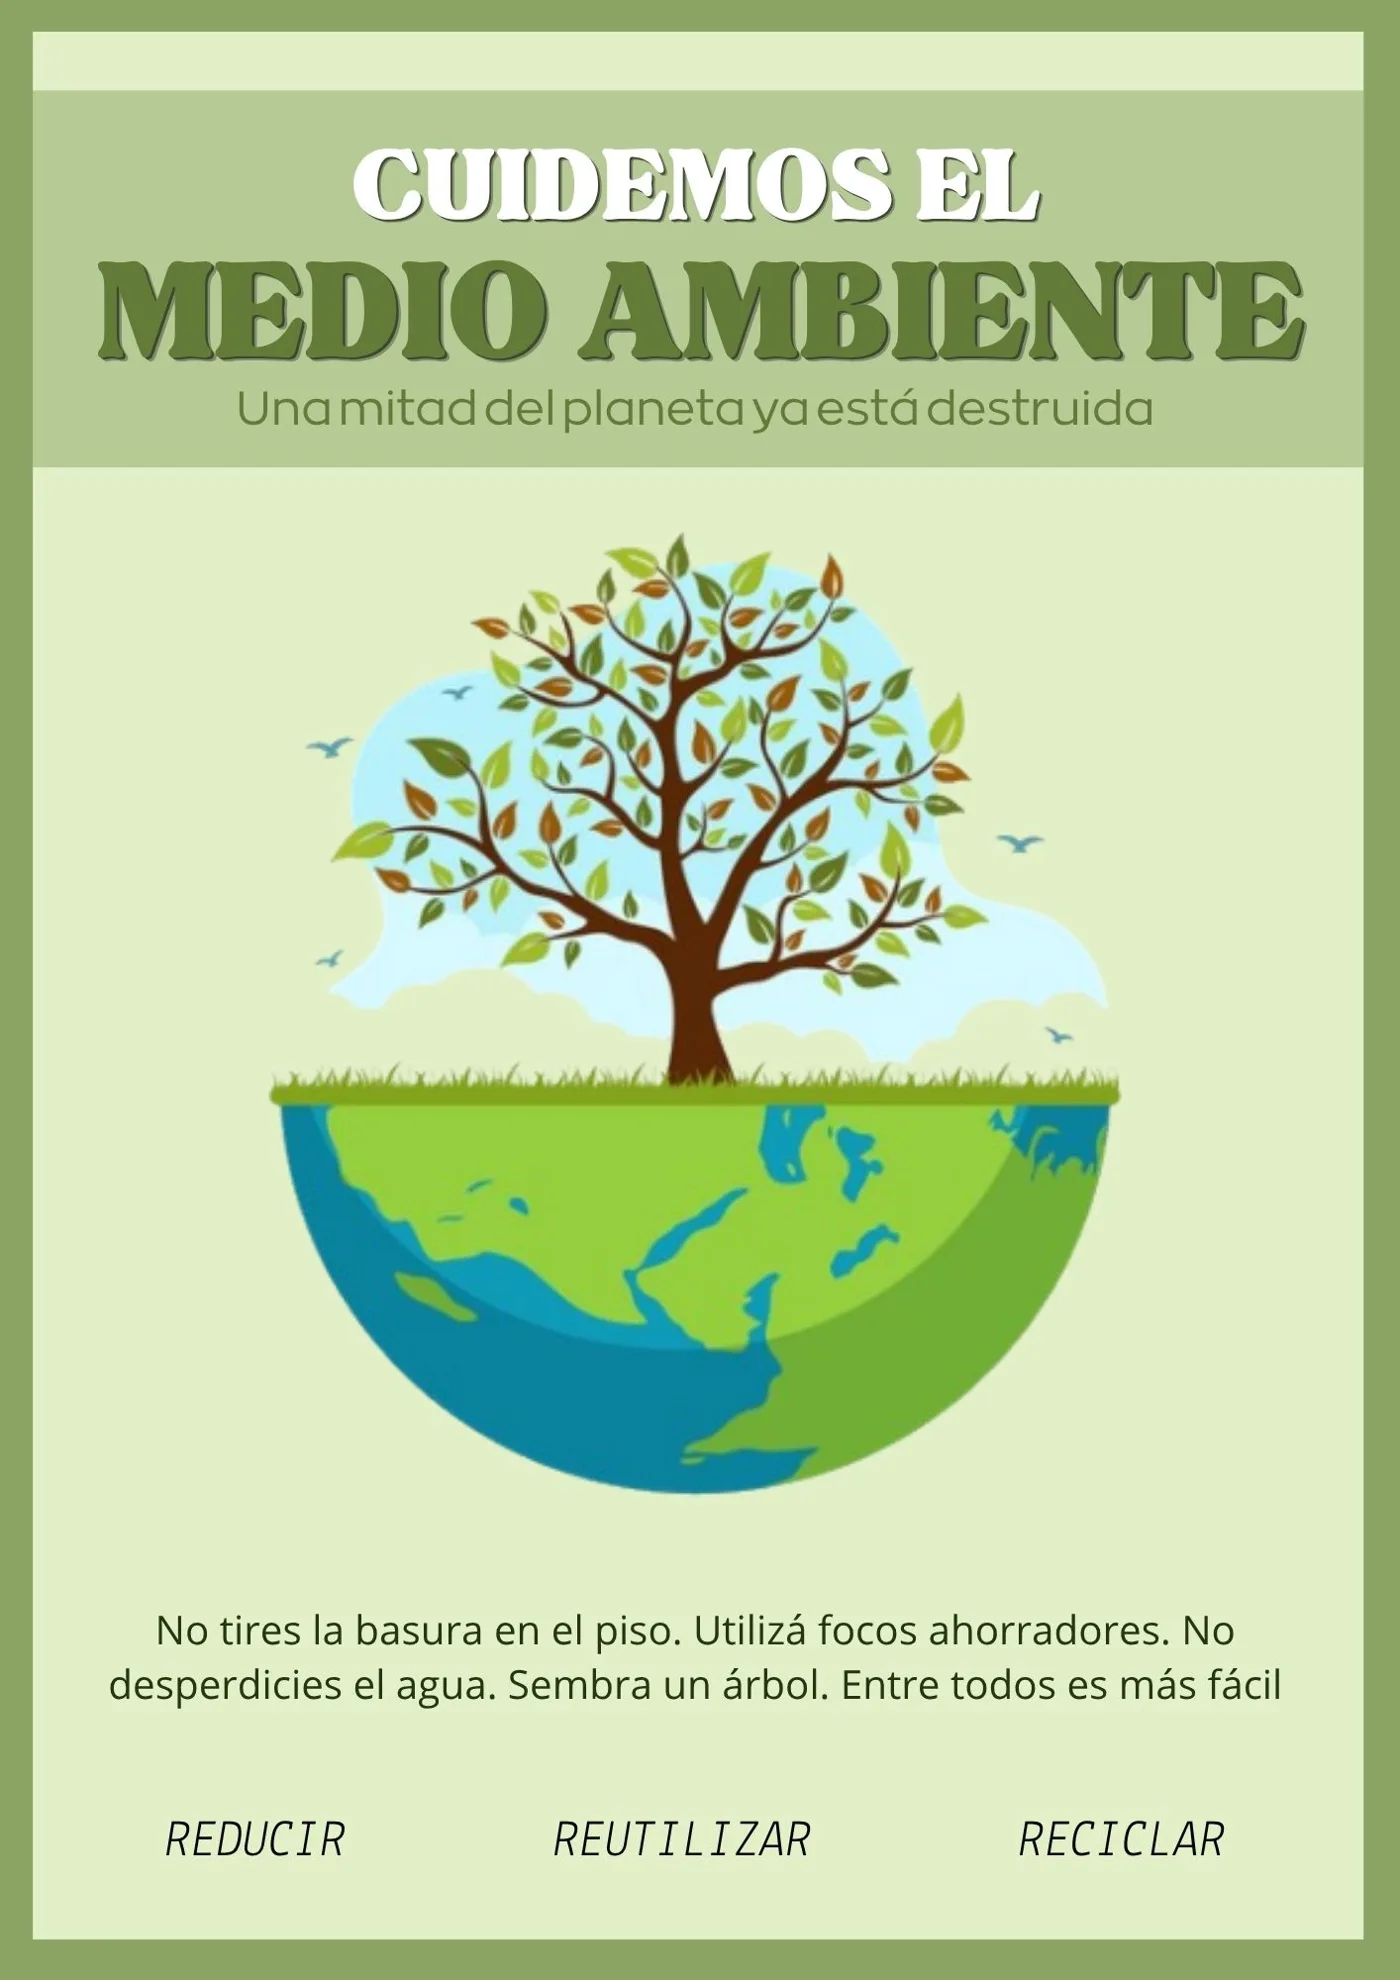 CUIDEMOS EL
MEDIO AMBIENTE
Una mitad del planeta ya está destruida
No tires la basura en el piso. Utilizá focos ahorradores. No
desperdicies el agua. Sembra un árbol. Entre todos es más fácil
REDUCIR REUTILIZAR RECICLAR